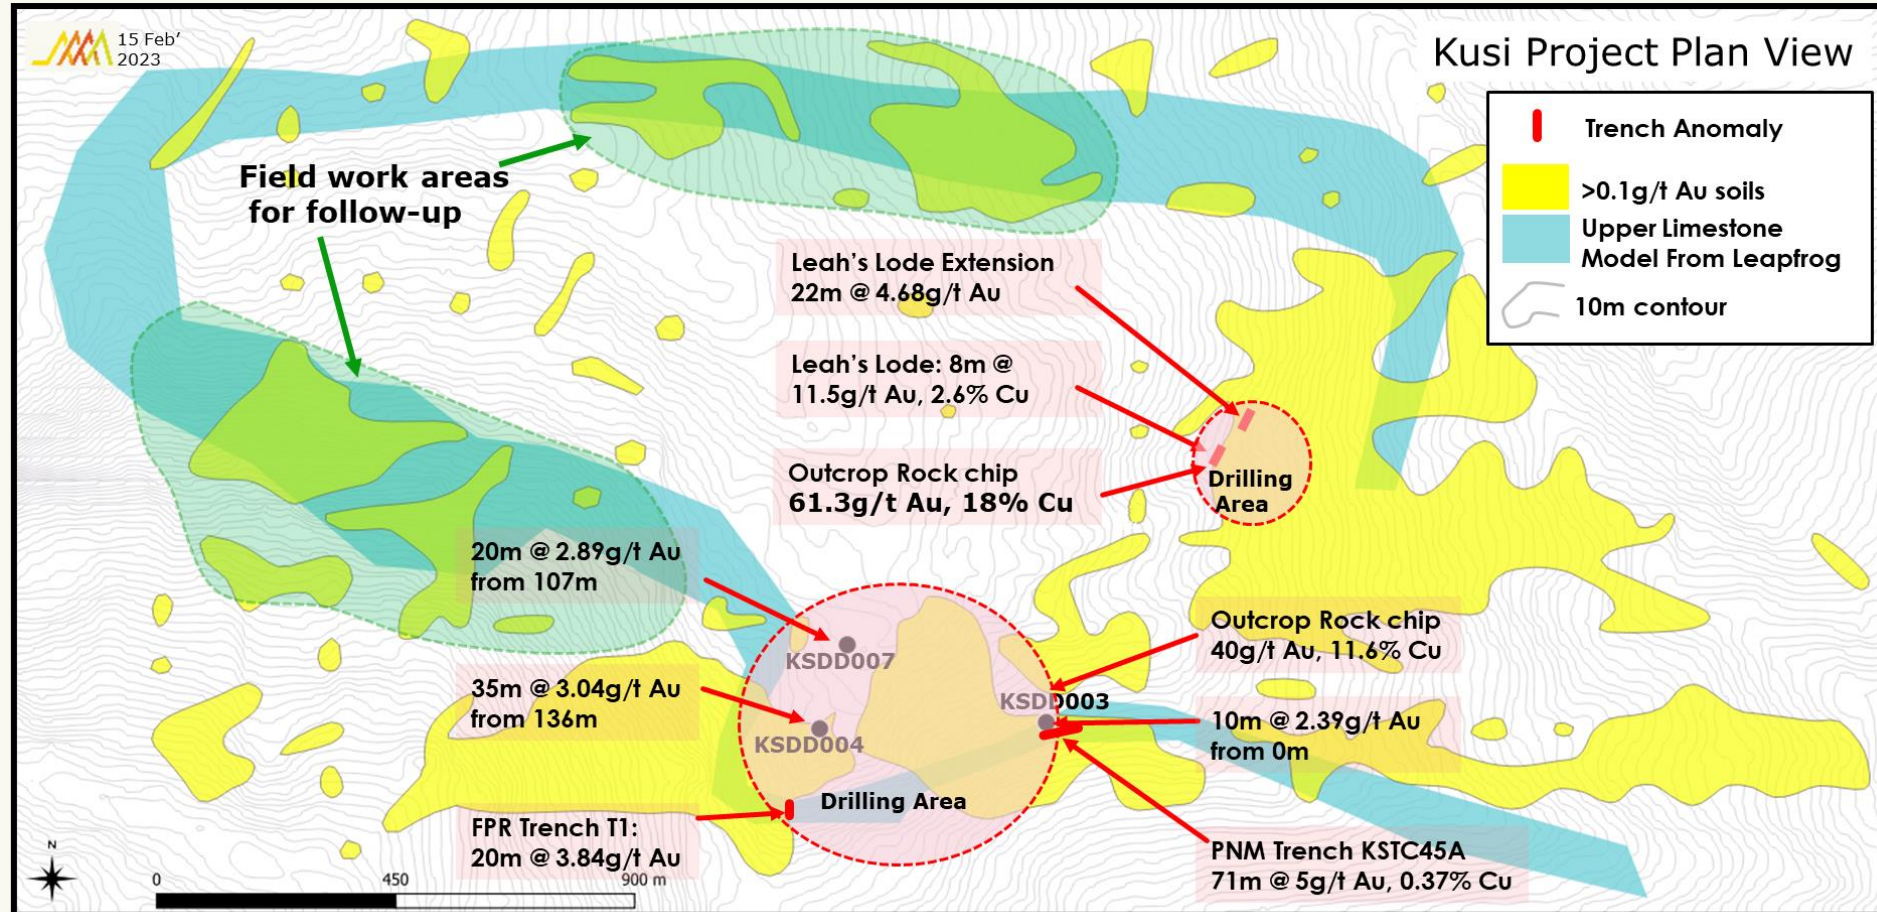 15 Feb'
2023
Kusi Project Plan View
Trench Anomaly
>0.1g/t Au soils
Upper Limestone
Model From Leapfrog
10m contour
Field work areas
for follow-up
Leah's Lode Extension
22m @ 4.68g/t Au
Leah's Lode: 8m @
11.5g/t Au, 2.6% Cu
Outcrop Rock chip
61.3g/t Au, 18% Cu
Drilling
Area
20m @ 2.89g/t Au
from 107m
KSDD007
35m @ 3.04g/t Au
from 136m
KSDD004
Outcrop Rock chip
40g/t Au, 11.6% Cu
KSDD003
10m @ 2.39g/t Au
from 0m
Drilling Area
FPR Trench T1:
20m @ 3.84g/t Au
PNM Trench KSTC45A
71m @ 5g/t Au, 0.37% Cu
N
0 450 900 m